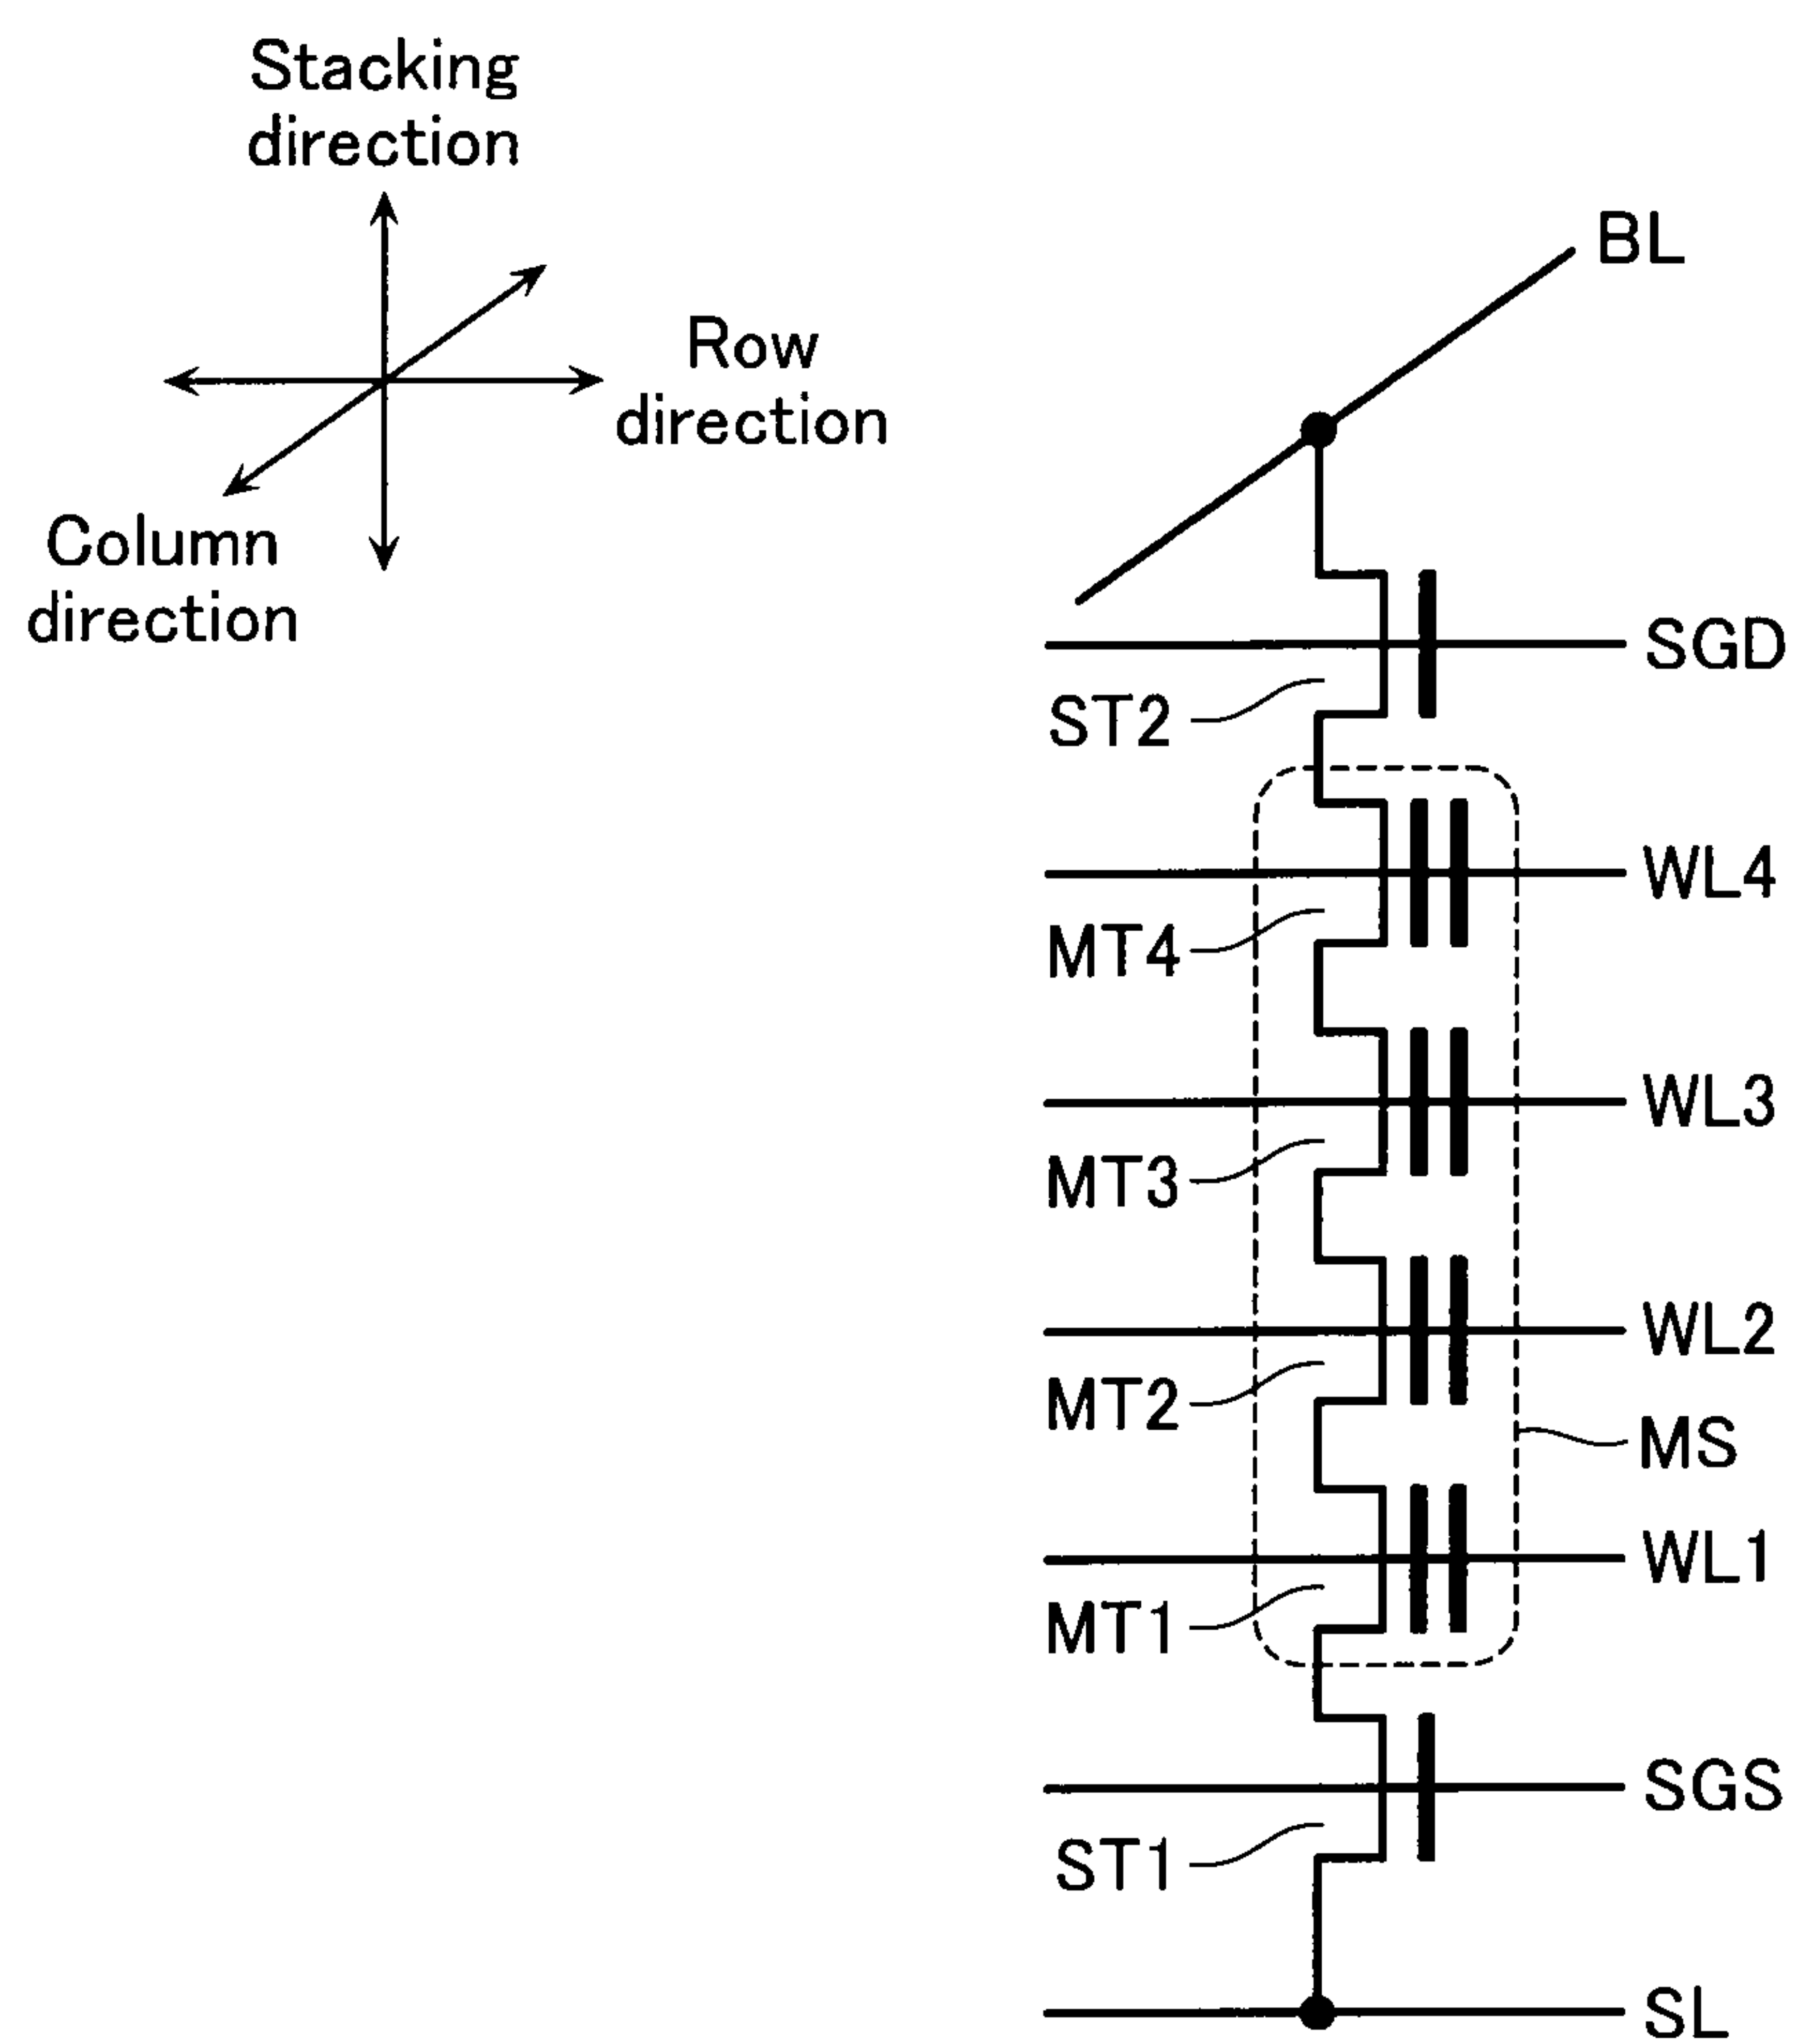 Stacking
direction
Row
direction
Column
direction
BL
SGD
ST2
WL4
MT4
WL3
MT3
WL2
MT2
MS
WL1
MT1
SGS
ST1
SL